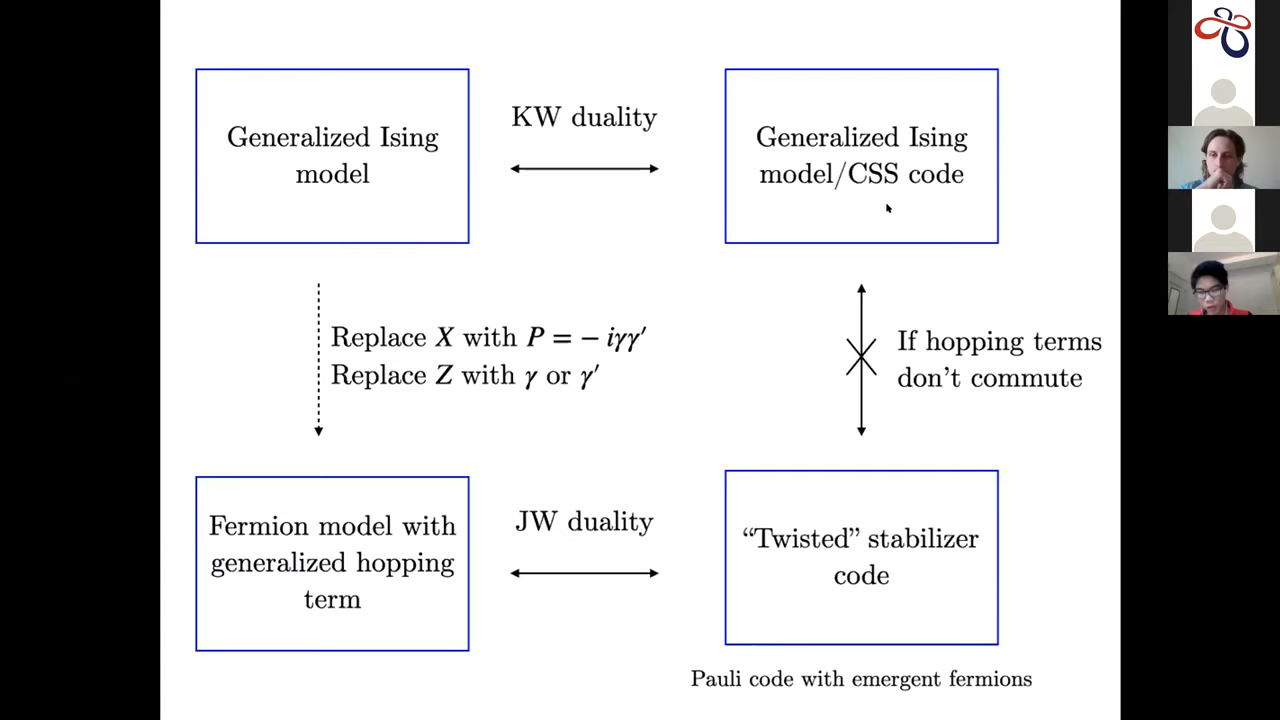 Generalized Ising
model
KW duality
Generalized Ising
model/CSS code
Replace X with P = − iγγ′
Replace Z with γ or γ′
If hopping terms
don't commute
Fermion model with
generalized hopping
term
JW duality
“Twisted” stabilizer
code
Pauli code with emergent fermions